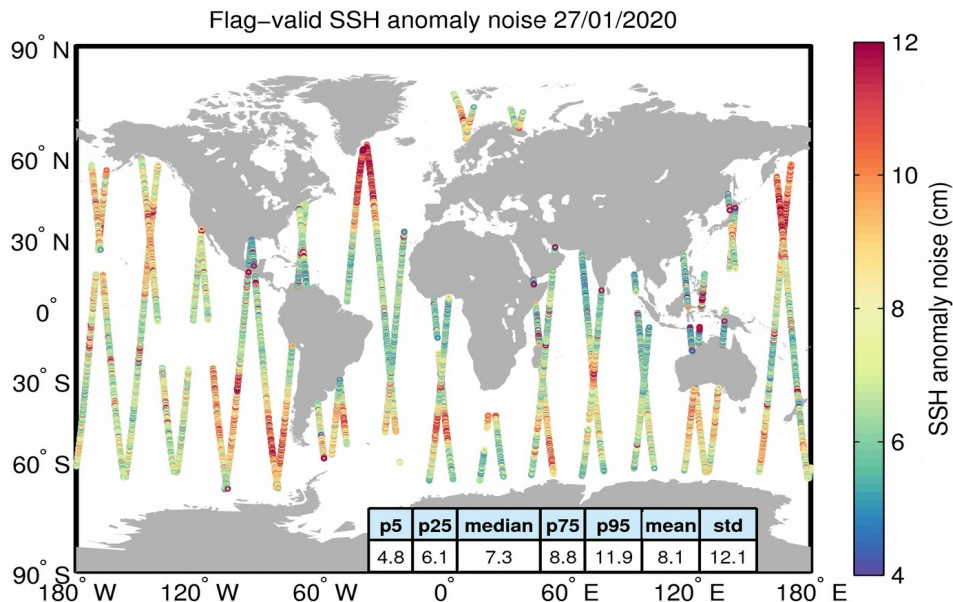 Flag−valid SSH anomaly noise 27/01/2020
90° N
60° N
30° N
0°
30° S
60° S
90° S
180° W
120° W
60° W
0°
60° E
120° E
180° E
p5 p25 median p75 p95 mean std
4.8 6.1 7.3 8.8 11.9 8.1 12.1
12
10
8
6
4
SSH anomaly noise (cm)